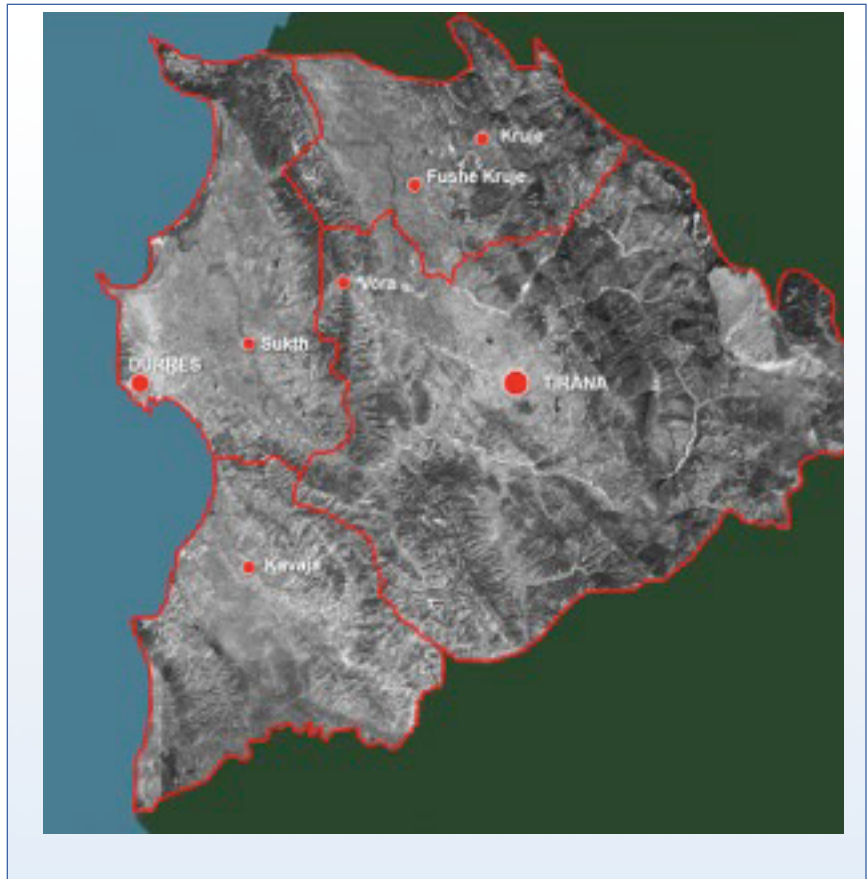 Kruje
Fushe Kruje
Vora
Sukth
DURRES
TIRANA
Kavaja